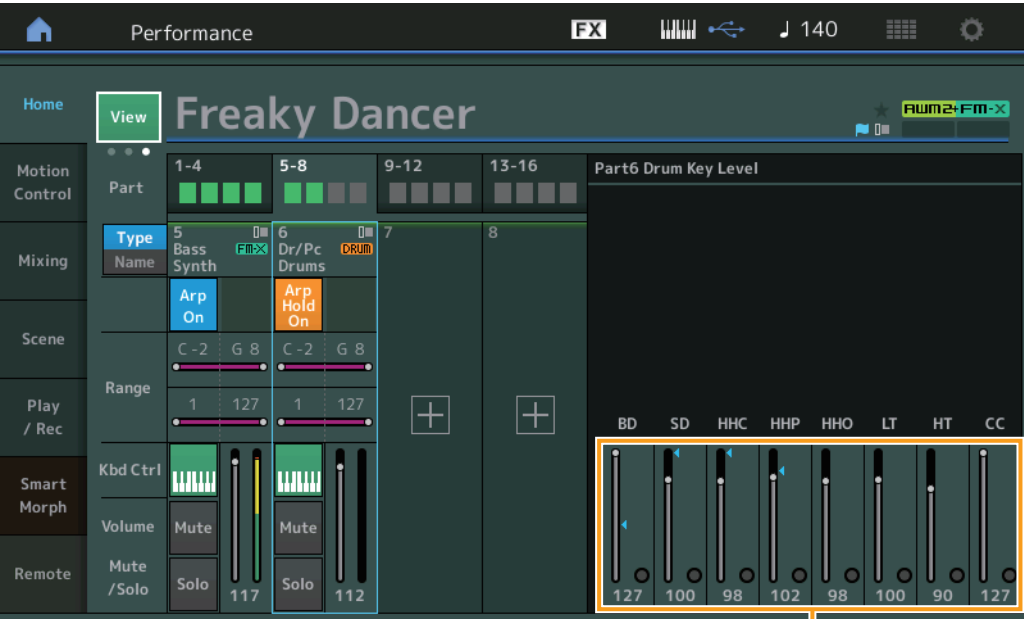 Performance
FX
140
Home
View
Freaky Dancer
AWM2+FM-X
Motion
Control
Part
1-4
5-8
9-12
13-16
Part6 Drum Key Level
Mixing
Type
Name
5
Bass
Synth
FM-X
6
Dr/Pc
Drums
DRUM
7
8
Arp
On
Arp
Hold
On
Scene
Range
C -2
G 8
C -2
G 8
1
127
1
127
Play
/ Rec
BD
SD
HHC
HHP
HHO
LT
HT
CC
Smart
Morph
Kbd Ctrl
Volume
Mute
Mute
Remote
Mute
/Solo
Solo
117
Solo
112
127
100
98
102
98
100
90
127